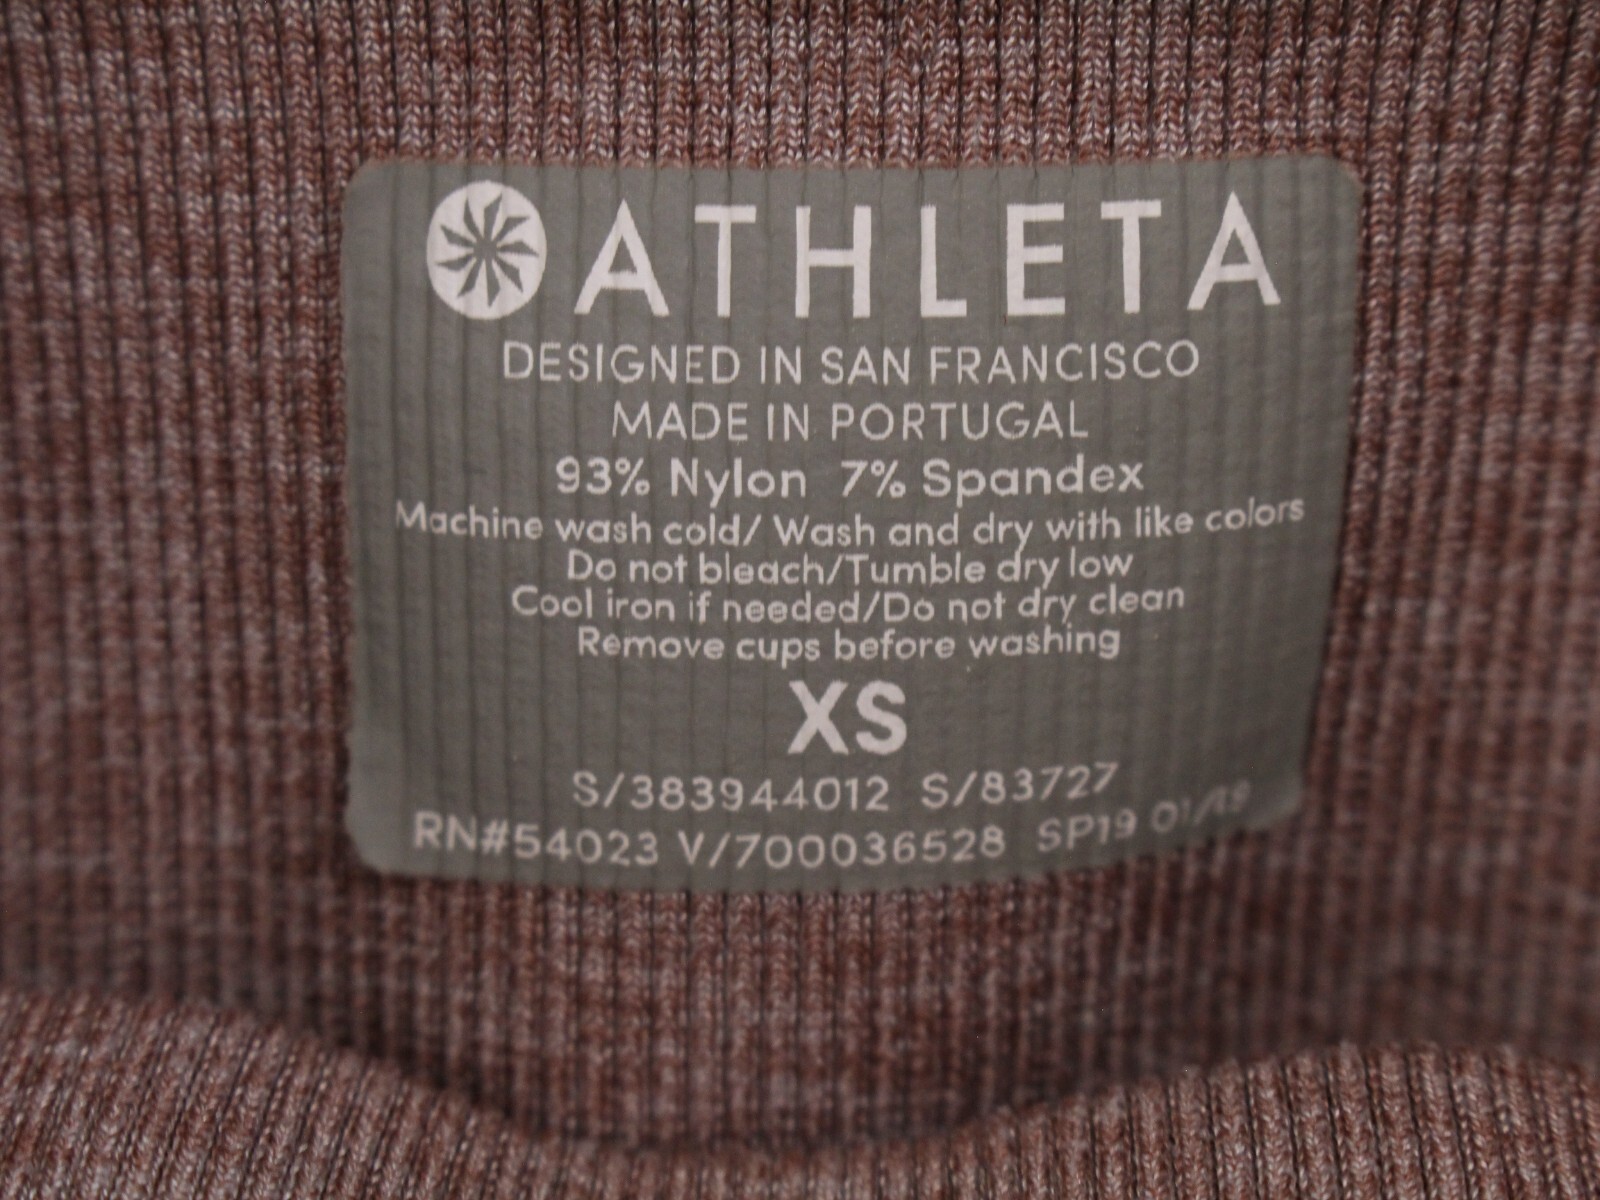 ATHLETA
DESIGNED IN SAN FRANCISCO
MADE IN PORTUGAL
93% Nylon 7% Spandex
Machine wash cold/ Wash and dry with like colors
Do not bleach/Tumble dry low
Cool iron if needed/Do not dry clean
Remove cups before washing
XS
S/383944012 S/83727
RN#54023 V/700036528 SP19 01/19